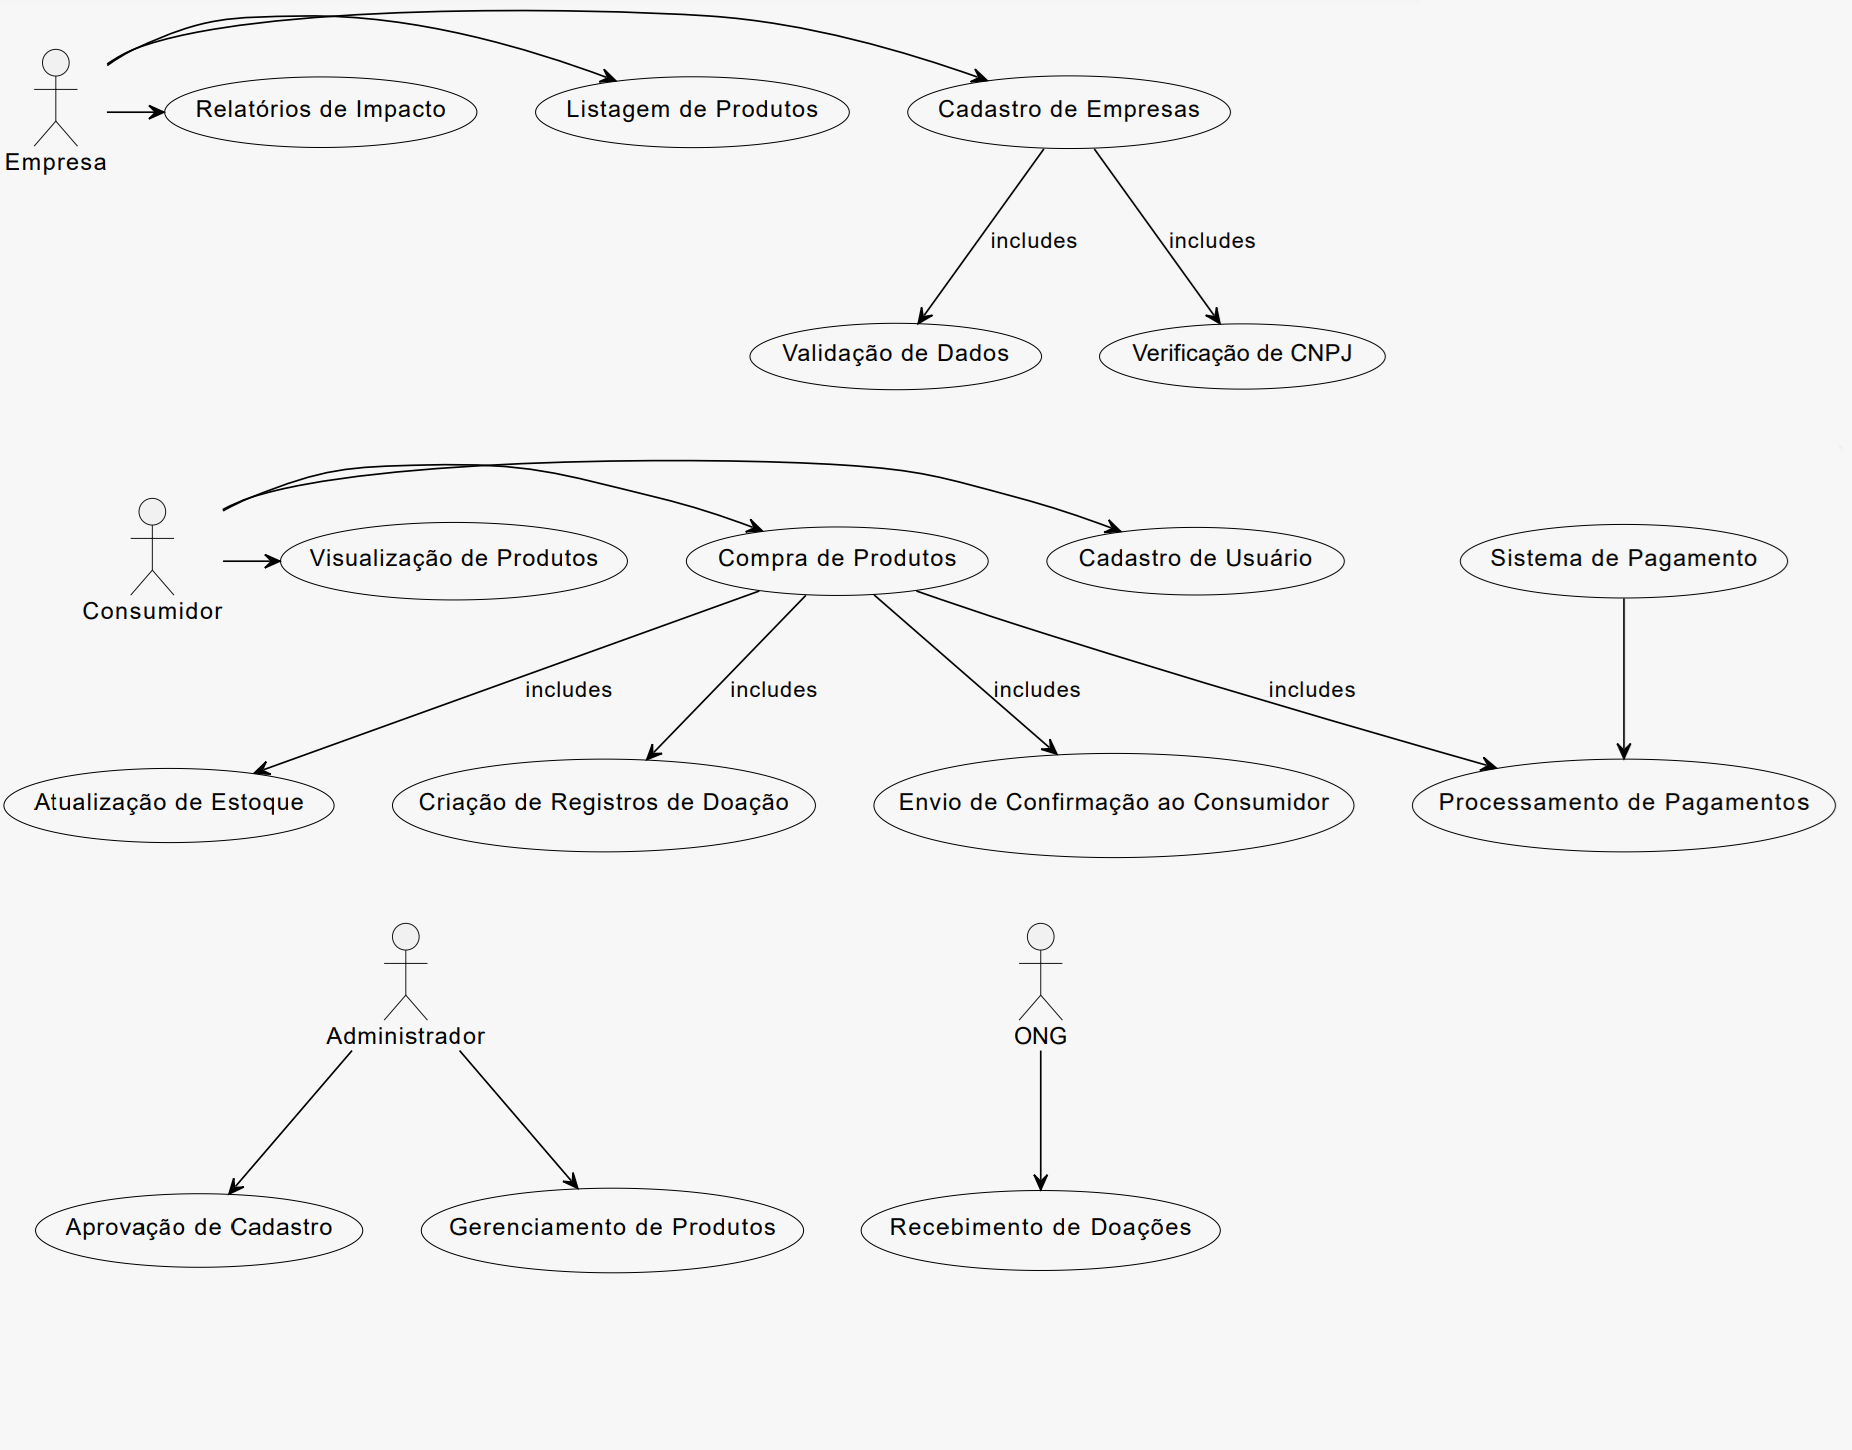 Empresa
Relatórios de Impacto
Listagem de Produtos
Cadastro de Empresas
includes
includes
Validação de Dados
Verificação de CNPJ
Consumidor
Visualização de Produtos
Compra de Produtos
Cadastro de Usuário
Sistema de Pagamento
includes
includes
includes
includes
Atualização de Estoque
Criação de Registros de Doação
Envio de Confirmação ao Consumidor
Processamento de Pagamentos
Administrador
ONG
Aprovação de Cadastro
Gerenciamento de Produtos
Recebimento de Doações